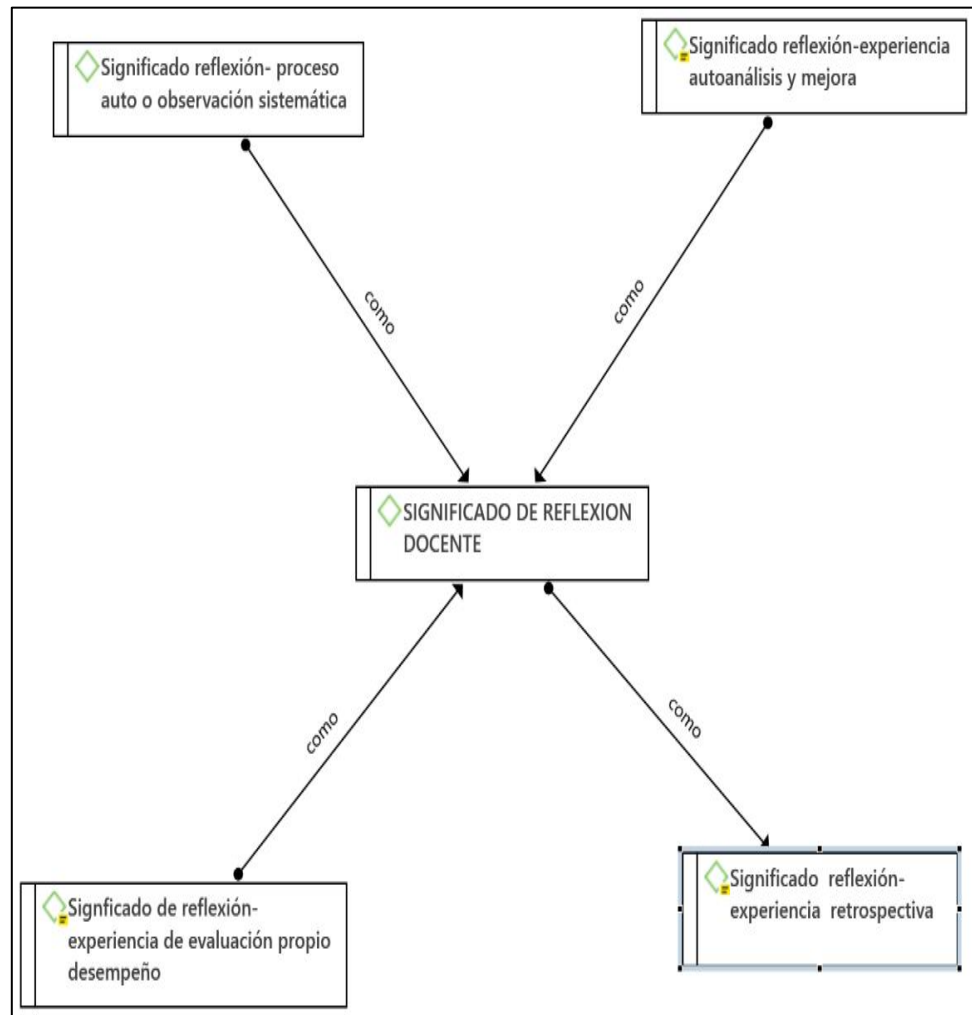 Significado reflexión- proceso
auto o observación sistemática
Significado reflexión-experiencia
autoanálisis y mejora
como
como
SIGNIFICADO DE REFLEXION
DOCENTE
como
como
Signficado de reflexión-
experiencia de evaluación propio
desempeño
Significado reflexión-
experiencia retrospectiva